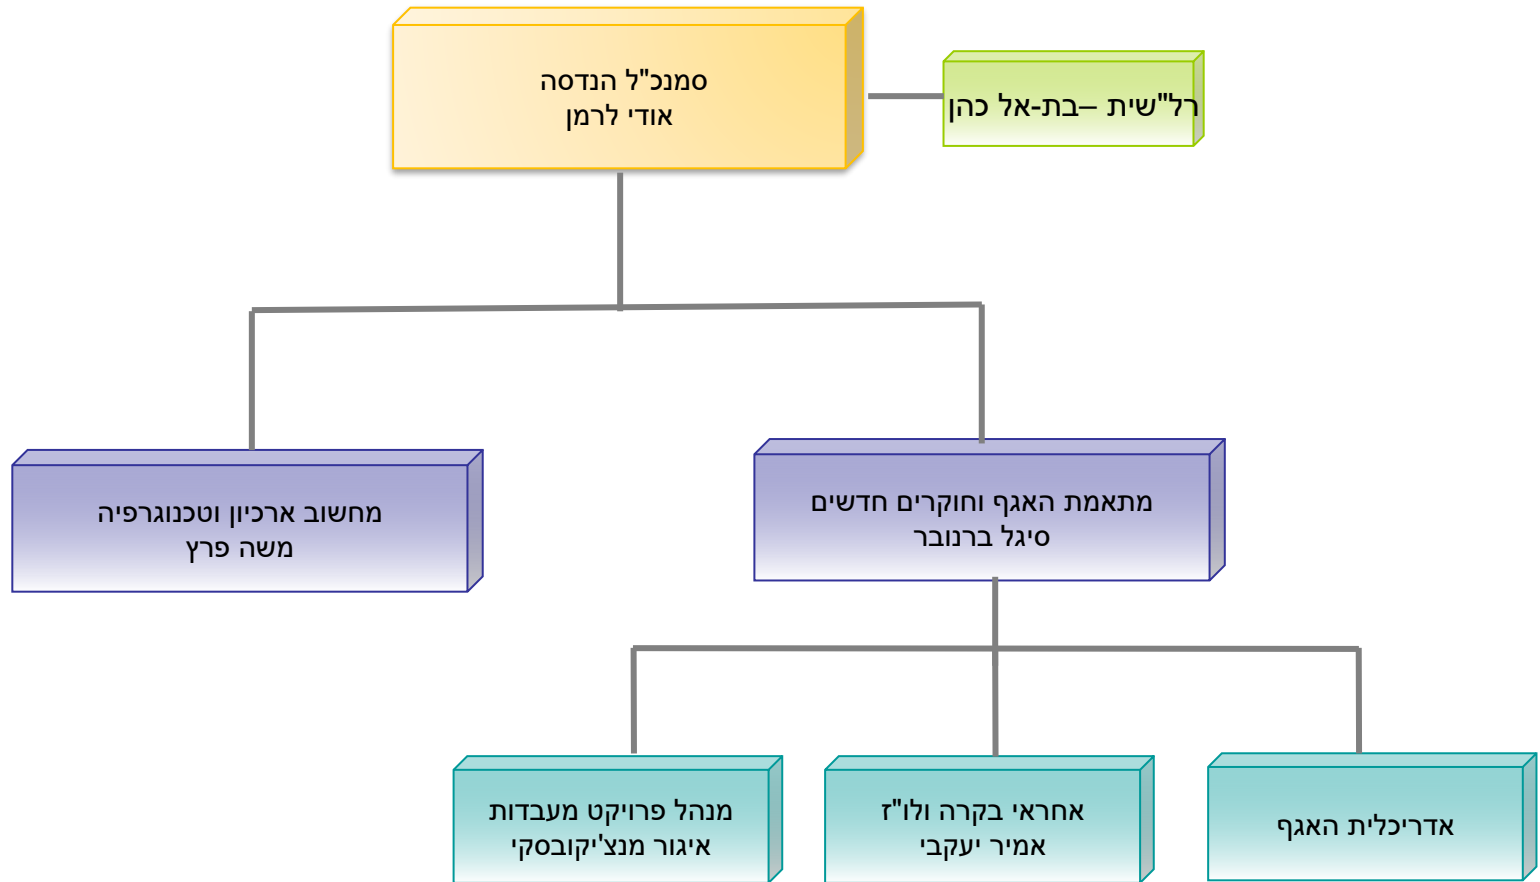 סמנכ"ל הנדסה
אודי לרמן
רל"שית –בת-אל כהן
מתאמת האגף וחוקרים חדשים
סיגל ברנובר
מחשוב ארכיון וטכנוגרפיה
משה פרץ
אדריכלית האגף
אחראי בקרה ולו"ז
אמיר יעקבי
מנהל פרויקט מעבדות
איגור מנצ'יקובסקי